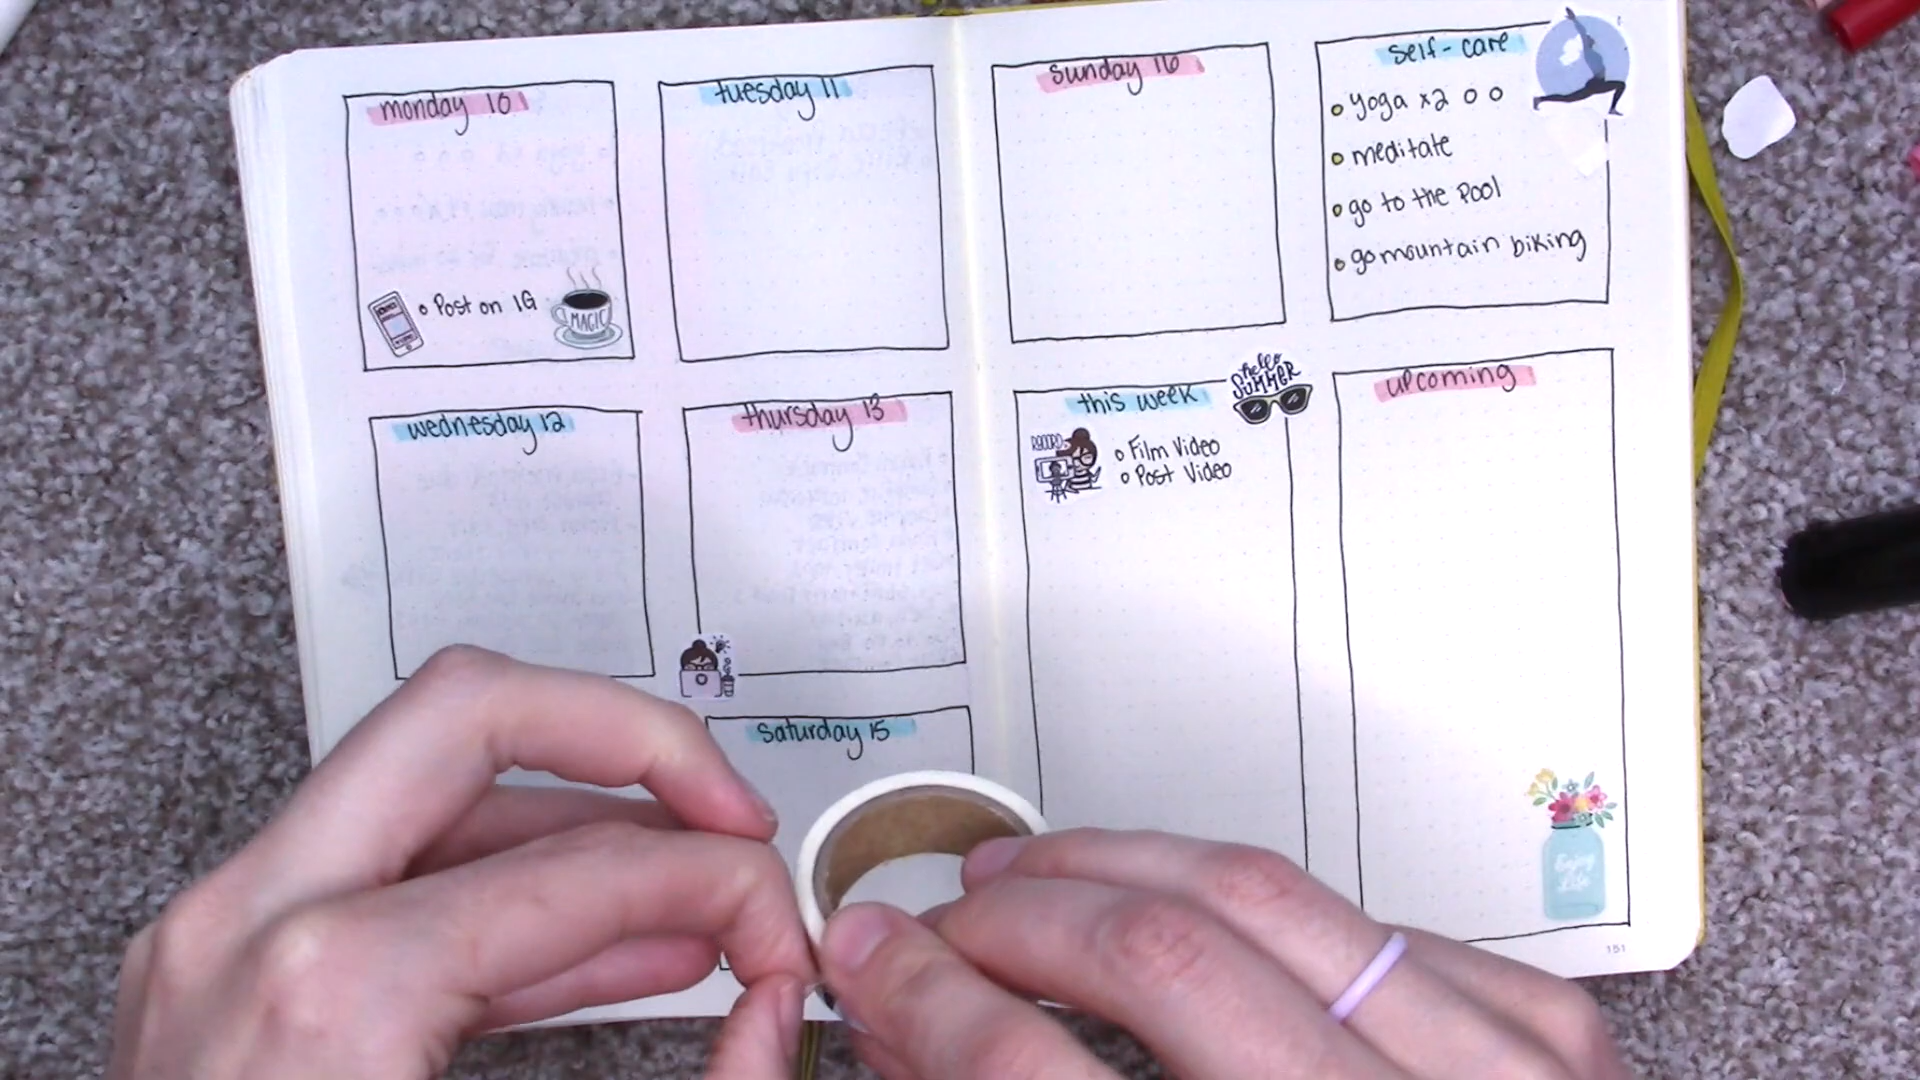 monday 10
o Post on IG
MAGIC
tuesday 11
wednesday 12
thursday 13
saturday 15
sunday 16
self-care
yoga x2 o o
meditate
go to the pool
go mountain biking
this week
hello
SUMMER
RECORD
o Film Video
o Post Video
upcoming
Enjoy
Life
151